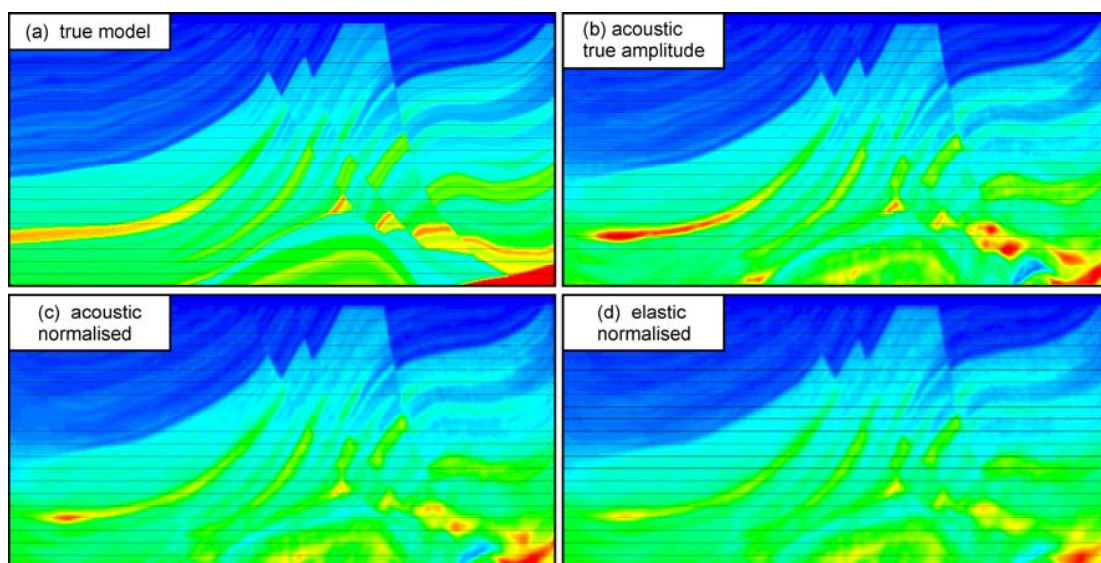 (a) true model
(b) acoustic
true amplitude
(c) acoustic
normalised
(d) elastic
normalised